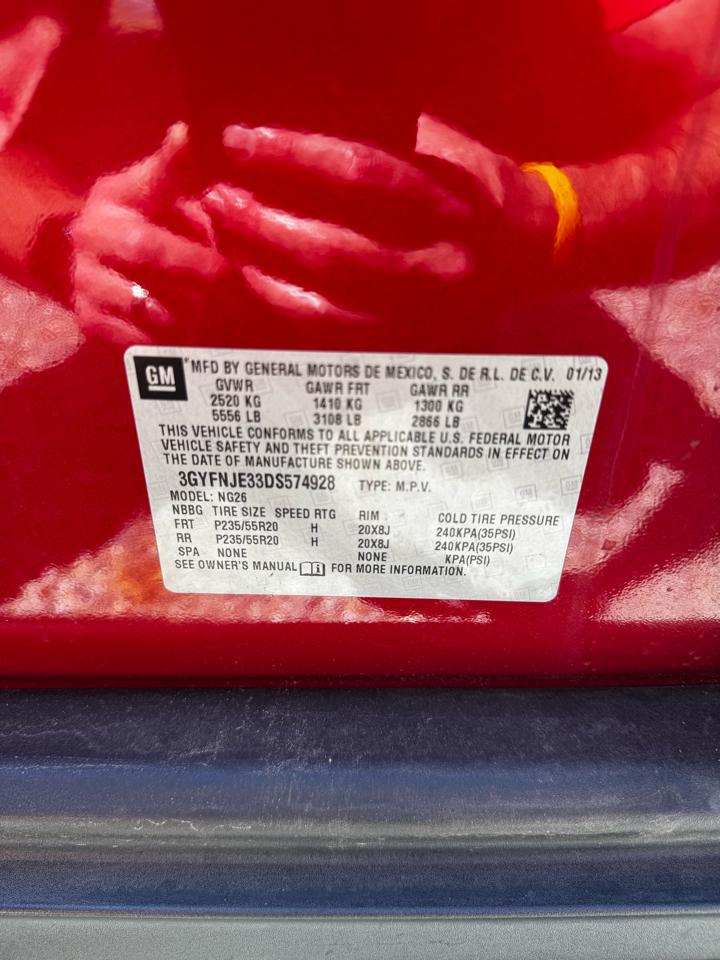 GM
MFD BY GENERAL MOTORS DE MEXICO, S. DE R.L. DE C.V. 01/13
GVWR GAWR FRT GAWR RR
2520 KG 1410 KG 1300 KG
5556 LB 3108 LB 2866 LB
THIS VEHICLE CONFORMS TO ALL APPLICABLE U.S. FEDERAL MOTOR
VEHICLE SAFETY AND THEFT PREVENTION STANDARDS IN EFFECT ON
THE DATE OF MANUFACTURE SHOWN ABOVE.
3GYFNJE33DS574928 TYPE: M.P.V.
MODEL: NG26
NBBG TIRE SIZE SPEED RTG RIM COLD TIRE PRESSURE
FRT P235/55R20 H 20X8J 240KPA(35PSI)
RR P235/55R20 H 20X8J 240KPA(35PSI)
SPA NONE NONE KPA(PSI)
SEE OWNER'S MANUAL FOR MORE INFORMATION.